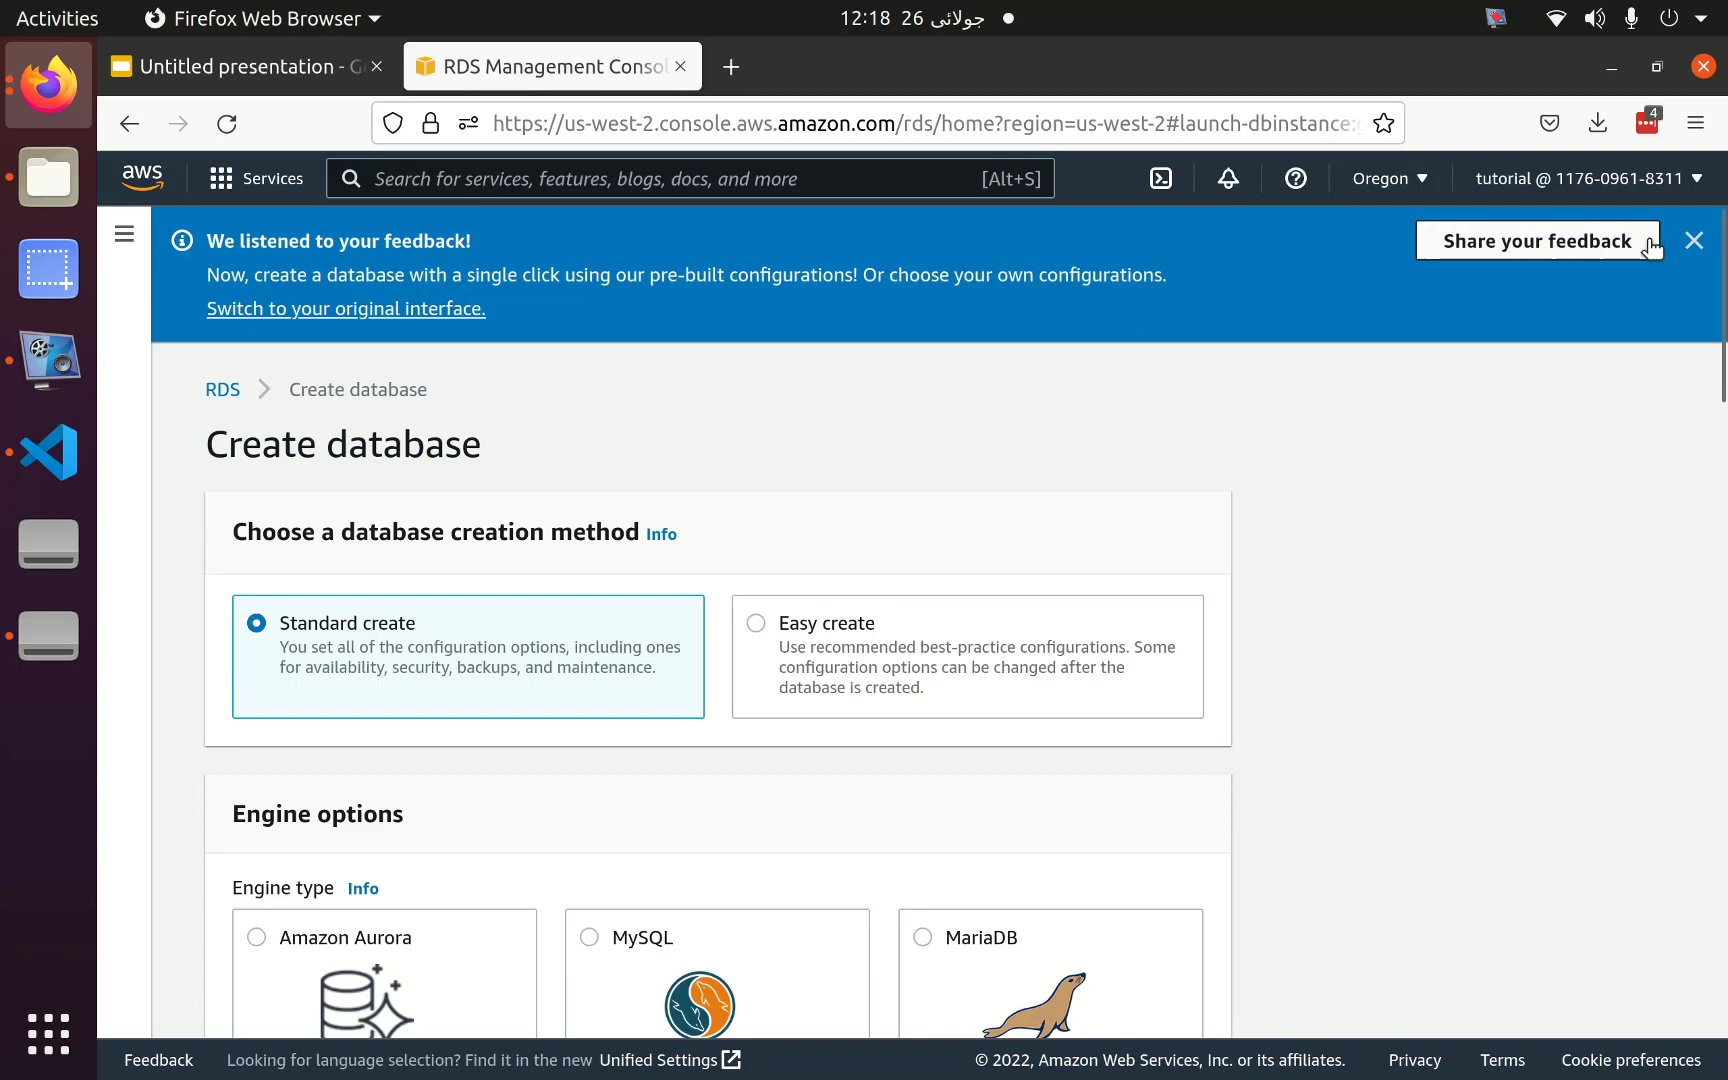 Activities
Firefox Web Browser
12:18 26 جولائی
Untitled presentation - G
RDS Management Consol
https://us-west-2.console.aws.amazon.com/rds/home?region=us-west-2#launch-dbinstance:
4
aws
Services
Search for services, features, blogs, docs, and more
[Alt+S]
Oregon
tutorial @ 1176-0961-8311
We listened to your feedback!
Share your feedback
Now, create a database with a single click using our pre-built configurations! Or choose your own configurations.
Switch to your original interface.
RDS
Create database
Create database
Choose a database creation method Info
Standard create
You set all of the configuration options, including ones
for availability, security, backups, and maintenance.
Easy create
Use recommended best-practice configurations. Some
configuration options can be changed after the
database is created.
Engine options
Engine type Info
Amazon Aurora
MySQL
MariaDB
Feedback
Looking for language selection? Find it in the new Unified Settings
© 2022, Amazon Web Services, Inc. or its affiliates.
Privacy
Terms
Cookie preferences